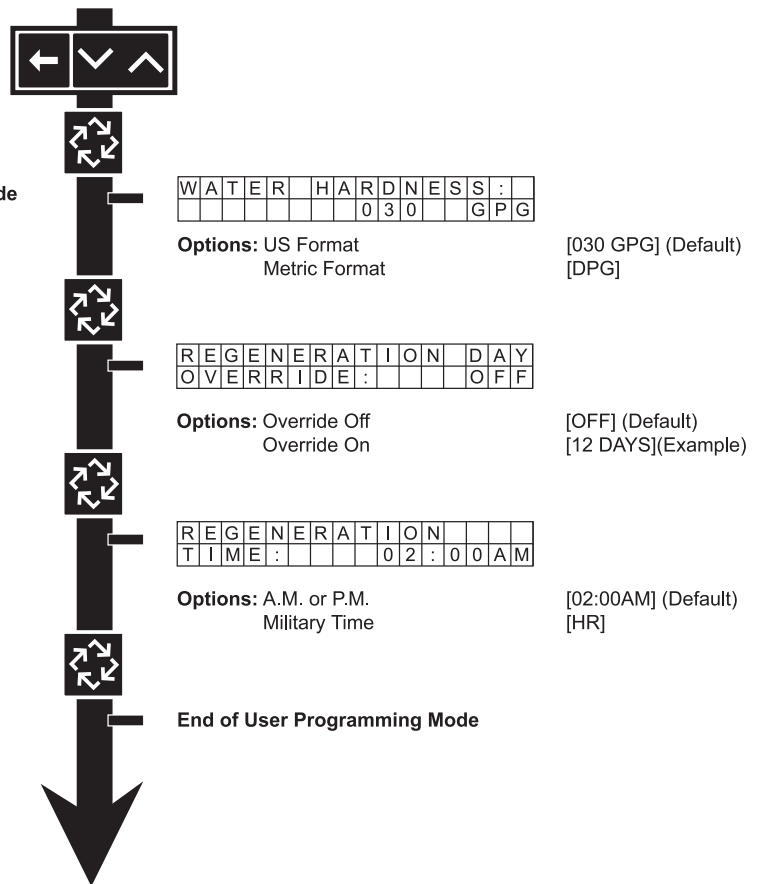 de
WATER HARDNESS:
030 GPG
Options: US Format [030 GPG] (Default)
Metric Format [DPG]
REGENERATION DAY
OVERRIDE: OFF
Options: Override Off [OFF] (Default)
Override On [12 DAYS](Example)
REGENERATION
TIME: 02:00AM
Options: A.M. or P.M. [02:00AM] (Default)
Military Time [HR]
End of User Programming Mode